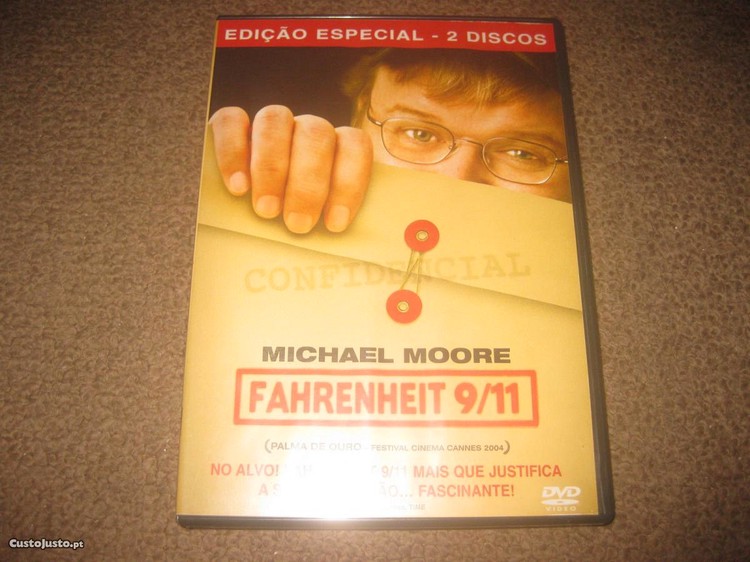 EDIÇÃO ESPECIAL - 2 DISCOS
CONFIDENCIAL
MICHAEL MOORE
FAHRENHEIT 9/11
(PALMA DE OURO - FESTIVAL CINEMA CANNES 2004)
NO ALVO! 9/11 MAIS QUE JUSTIFICA
A FASCINANTE!
TIME
DVD
VIDEO
CustoJusto.pt